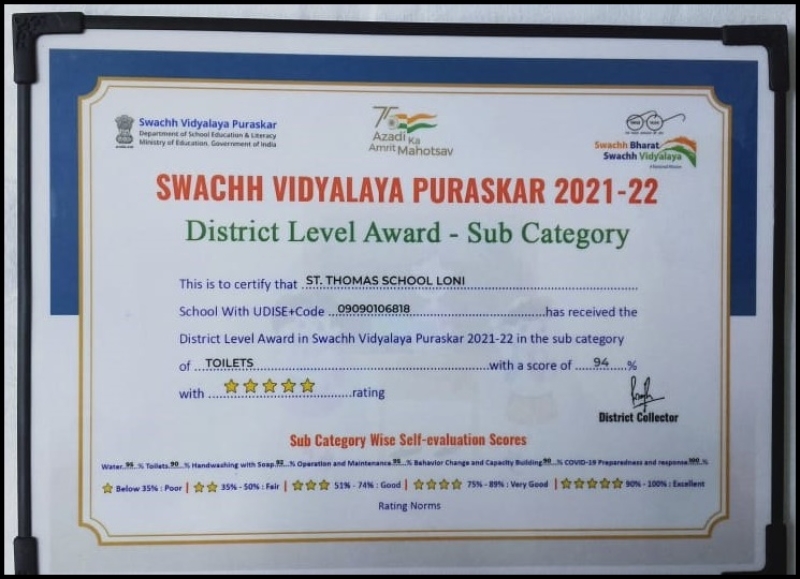 Swachh Vidyalaya Puraskar
Department of School Education & Literacy
Ministry of Education, Government of India
75
Azadi Ka
Amrit Mahotsav
Swachh Bharat
Swachh Vidyalaya
SWACHH VIDYALAYA PURASKAR 2021-22
District Level Award - Sub Category
This is to certify that ST. THOMAS SCHOOL LONI
School With UDISE+Code 09090106818 has received the
District Level Award in Swachh Vidyalaya Puraskar 2021-22 in the sub category
of TOILETS with a score of 94 %
with rating
District Collector
Sub Category Wise Self-evaluation Scores
Water % Toilets 90 % Handwashing with Soap % Operation and Maintenance % Behavior Change and Capacity Building 90 % COVID-19 Preparedness and response 100 %
Below 35% : Poor | 35% - 50% : Fair | 51% - 74% : Good | 75% - 89% : Very Good | 90% - 100% : Excellent
Rating Norms